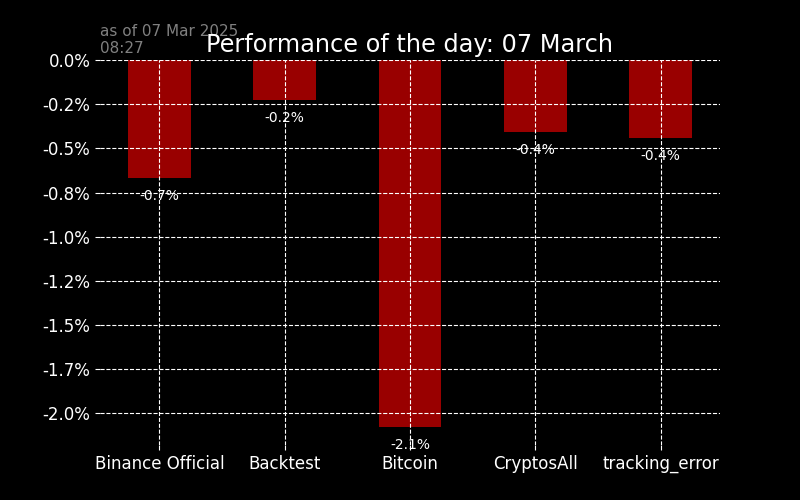 as of 07 Mar 2025
08:27
Performance of the day: 07 March
0.0%
-0.2%
-0.5%
-0.8%
-1.0%
-1.2%
-1.5%
-1.7%
-2.0%
-0.7%
-0.2%
-2.1%
-0.4%
-0.4%
Binance Official
Backtest
Bitcoin
CryptosAll
tracking_error